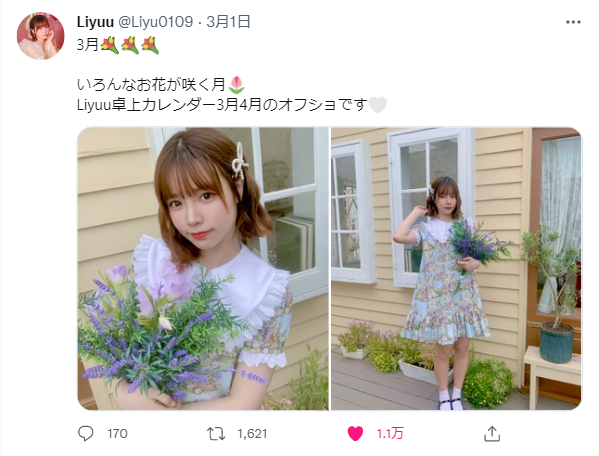 Liyuu @Liyu0109 · 3月1日
3月💐💐💐
いろんなお花が咲く月🌷
Liyuu卓上カレンダー3月4月のオフショです🤍
170 1,621 1.1万